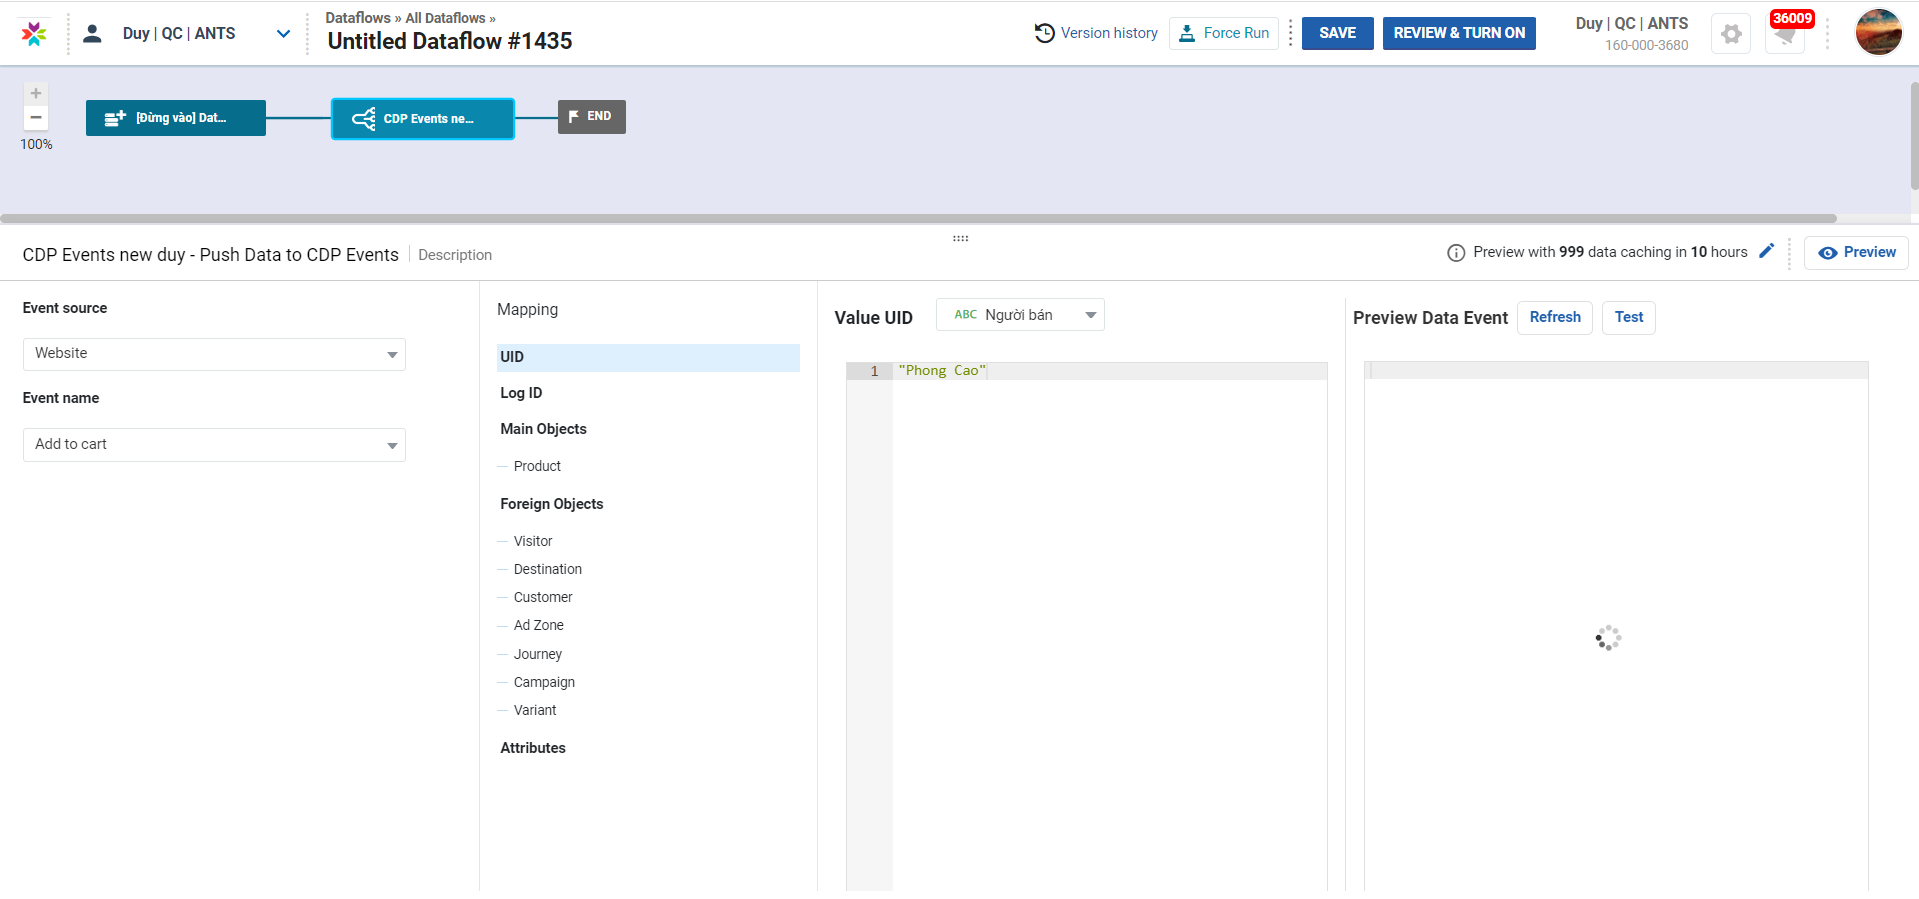 Duy | QC | ANTS
Dataflows » All Dataflows »
Untitled Dataflow #1435
Version history
Force Run
SAVE
REVIEW & TURN ON
Duy | QC | ANTS
160-000-3680
36009
+
−
100%
[Đừng vào] Dat...
CDP Events ne...
END
CDP Events new duy - Push Data to CDP Events
Description
Preview with 999 data caching in 10 hours
Preview
Event source
Website
Event name
Add to cart
Mapping
UID
Log ID
Main Objects
Product
Foreign Objects
Visitor
Destination
Customer
Ad Zone
Journey
Campaign
Variant
Attributes
Value UID
ABC Người bán
1 "Phong Cao"
Preview Data Event
Refresh
Test